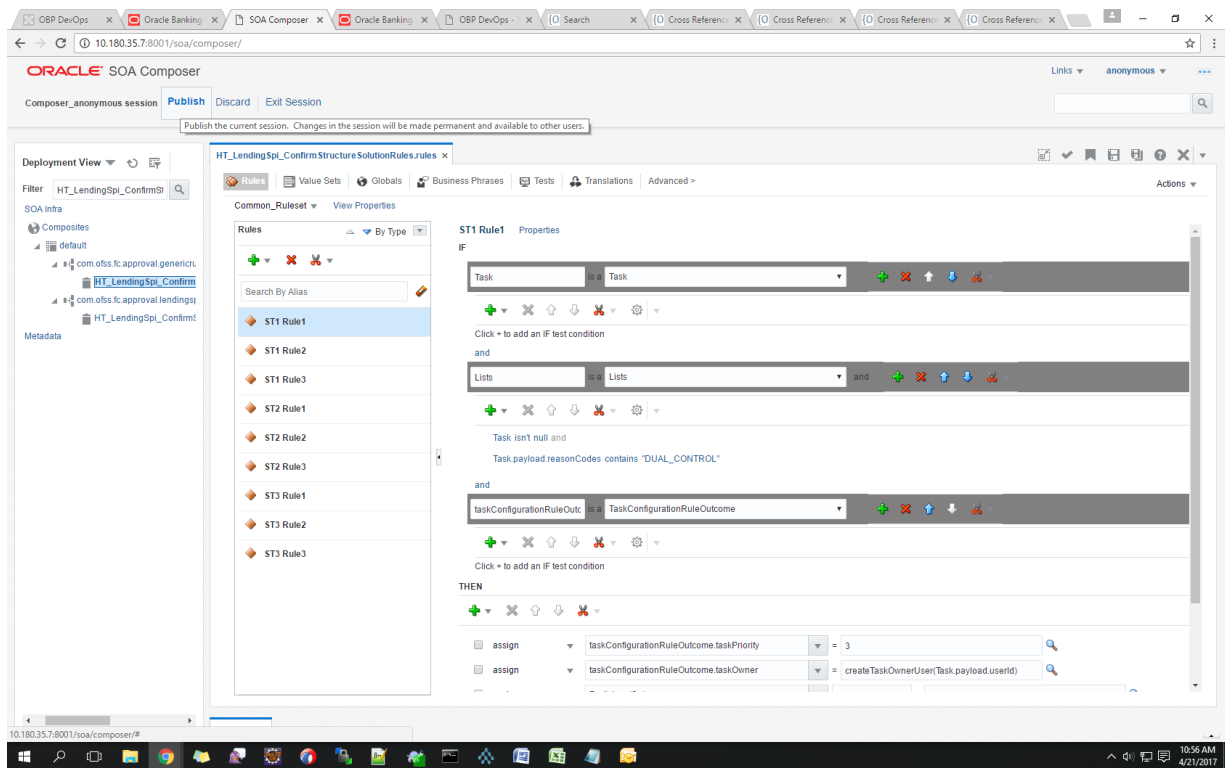 OBP DevOps
Oracle Banking
SOA Composer
Oracle Banking
OBP DevOps -
Search
Cross Reference
Cross Reference
Cross Reference
Cross Reference
10.180.35.7:8001/soa/composer/
ORACLE SOA Composer
Links anonymous
Composer_anonymous session Publish Discard Exit Session
Publish the current session. Changes in the session will be made permanent and available to other users.
Deployment View
Filter HT_LendingSpi_ConfirmSt
SOA Infra
Composites
default
com.ofss.fc.approval.genericru
HT_LendingSpi_Confirm
com.ofss.fc.approval.lendingsp
HT_LendingSpi_ConfirmS
Metadata
HT_LendingSpi_ConfirmStructureSolutionRules.rules
Rules Value Sets Globals Business Phrases Tests Translations Advanced >
Actions
Common_Ruleset View Properties
Rules By Type
Search By Alias
ST1 Rule1
ST1 Rule2
ST1 Rule3
ST2 Rule1
ST2 Rule2
ST2 Rule3
ST3 Rule1
ST3 Rule2
ST3 Rule3
ST1 Rule1 Properties
IF
Task is a Task
Click + to add an IF test condition
and
Lists is a Lists and
Task isn't null and
Task.payload.reasonCodes contains "DUAL_CONTROL"
and
taskConfigurationRuleOutc is a TaskConfigurationRuleOutcome
Click + to add an IF test condition
THEN
assign taskConfigurationRuleOutcome.taskPriority = 3
assign taskConfigurationRuleOutcome.taskOwner = createTaskOwnerUser(Task.payload.userId)
10.180.35.7:8001/soa/composer/#
10:56 AM
4/21/2017